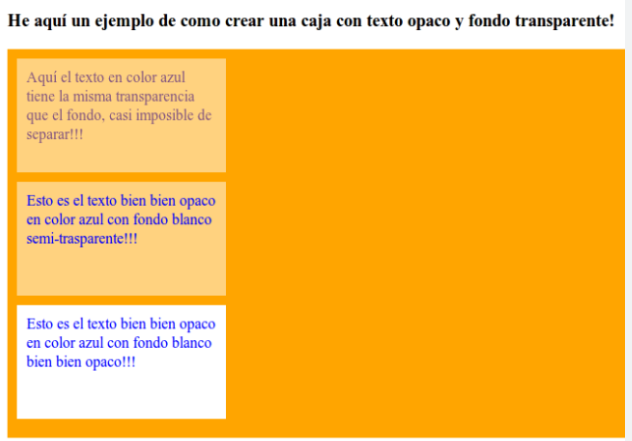 He aquí un ejemplo de como crear una caja con texto opaco y fondo transparente!
Aquí el texto en color azul
tiene la misma transparencia
que el fondo, casi imposible de
separar!!!
Esto es el texto bien bien opaco
en color azul con fondo blanco
semi-trasparente!!!
Esto es el texto bien bien opaco
en color azul con fondo blanco
bien bien opaco!!!